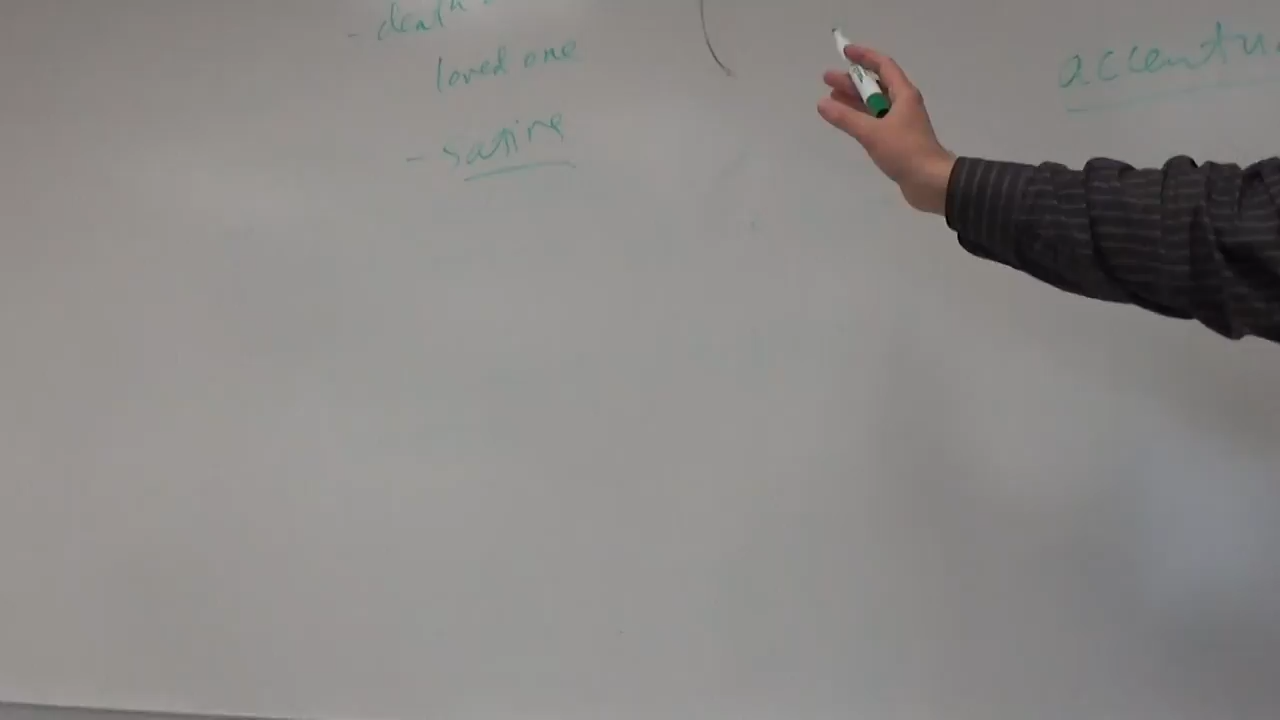 - death
loved one
- satire
accentu